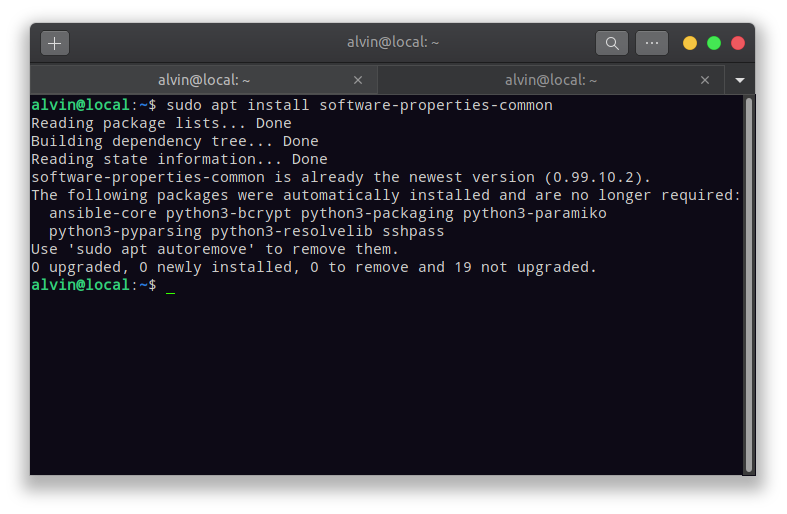 alvin@local: ~
alvin@local: ~
alvin@local: ~
alvin@local:~$ sudo apt install software-properties-common
Reading package lists... Done
Building dependency tree... Done
Reading state information... Done
software-properties-common is already the newest version (0.99.10.2).
The following packages were automatically installed and are no longer required:
  ansible-core python3-bcrypt python3-packaging python3-paramiko
  python3-pyparsing python3-resolvelib sshpass
Use 'sudo apt autoremove' to remove them.
0 upgraded, 0 newly installed, 0 to remove and 19 not upgraded.
alvin@local:~$ _